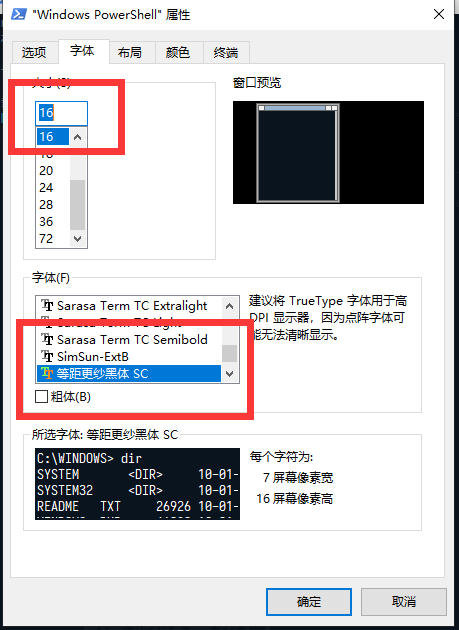 "Windows PowerShell" 属性
选项 字体 布局 颜色 终端
窗口预览
16
16
20
24
28
36
72
字体(F)
Sarasa Term TC Extralight
Sarasa Term TC Light
Sarasa Term TC Semibold
SimSun-ExtB
等距更纱黑体 SC
粗体(B)
建议将 TrueType 字体用于高
DPI 显示器，因为点阵字体可
能无法清晰显示。
所选字体: 等距更纱黑体 SC
C:\WINDOWS> dir
SYSTEM <DIR> 10-01-
SYSTEM32 <DIR> 10-01-
README TXT 26926 10-01-
每个字符为:
7 屏幕像素宽
16 屏幕像素高
确定 取消